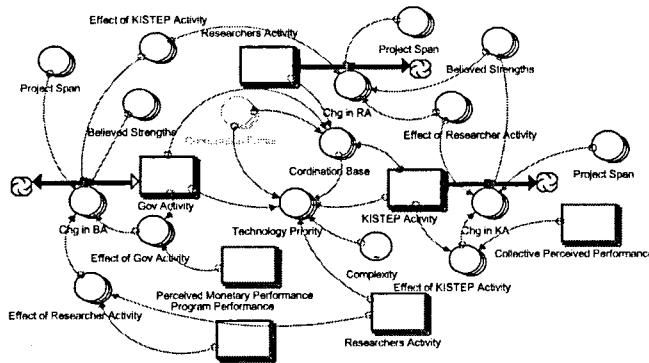 Effect of KISTEP Activity
Researchers Activity
Project Span
Project Span
Believed Strengths
Believed Strengths
Chg in RA
Effect of Researcher Activity
Cordination Base
Project Span
Gov Activity
KISTEP Activity
Chg in BA
Technology Priority
Chg in KA
Effect of Gov Activity
Complexity
Collective Perceived Performance
Perceived Monetary Performance
Effect of KISTEP Activity
Program Performance
Effect of Researcher Activity
Researchers Activity